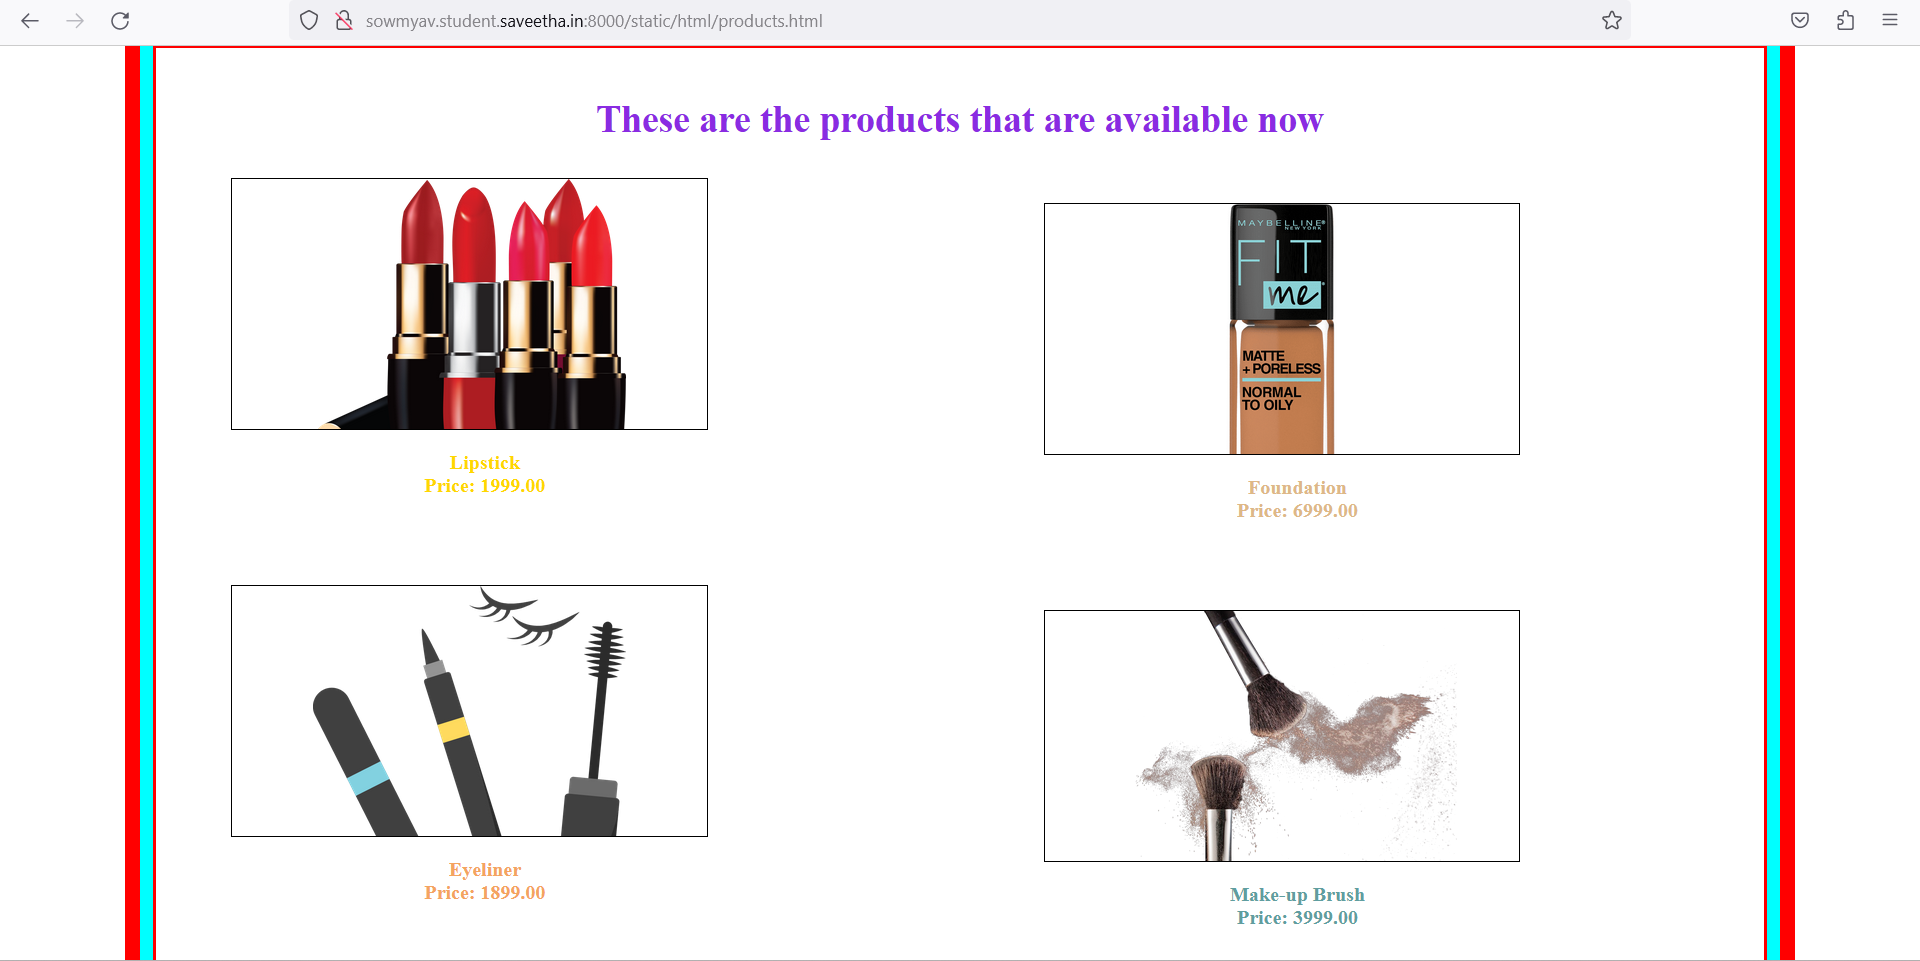 sowmyav.student.saveetha.in:8000/static/html/products.html
These are the products that are available now
MAYBELLINE®
NEW YORK
FIT
me
MATTE
+ PORELESS
NORMAL
TO OILY
Lipstick
Price: 1999.00
Foundation
Price: 6999.00
Eyeliner
Price: 1899.00
Make-up Brush
Price: 3999.00